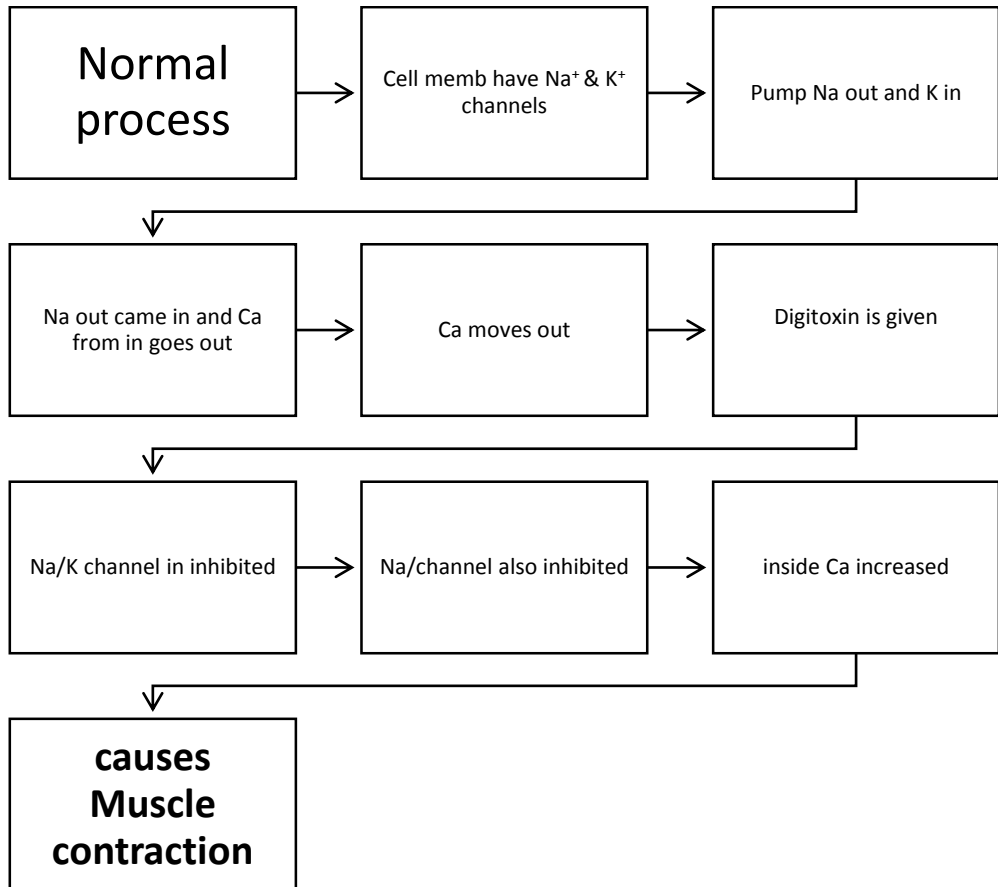 Normal
process
Cell memb have Na⁺ & K⁺
channels
Pump Na out and K in
Na out came in and Ca
from in goes out
Ca moves out
Digitoxin is given
Na/K channel in inhibited
Na/channel also inhibited
inside Ca increased
causes
Muscle
contraction